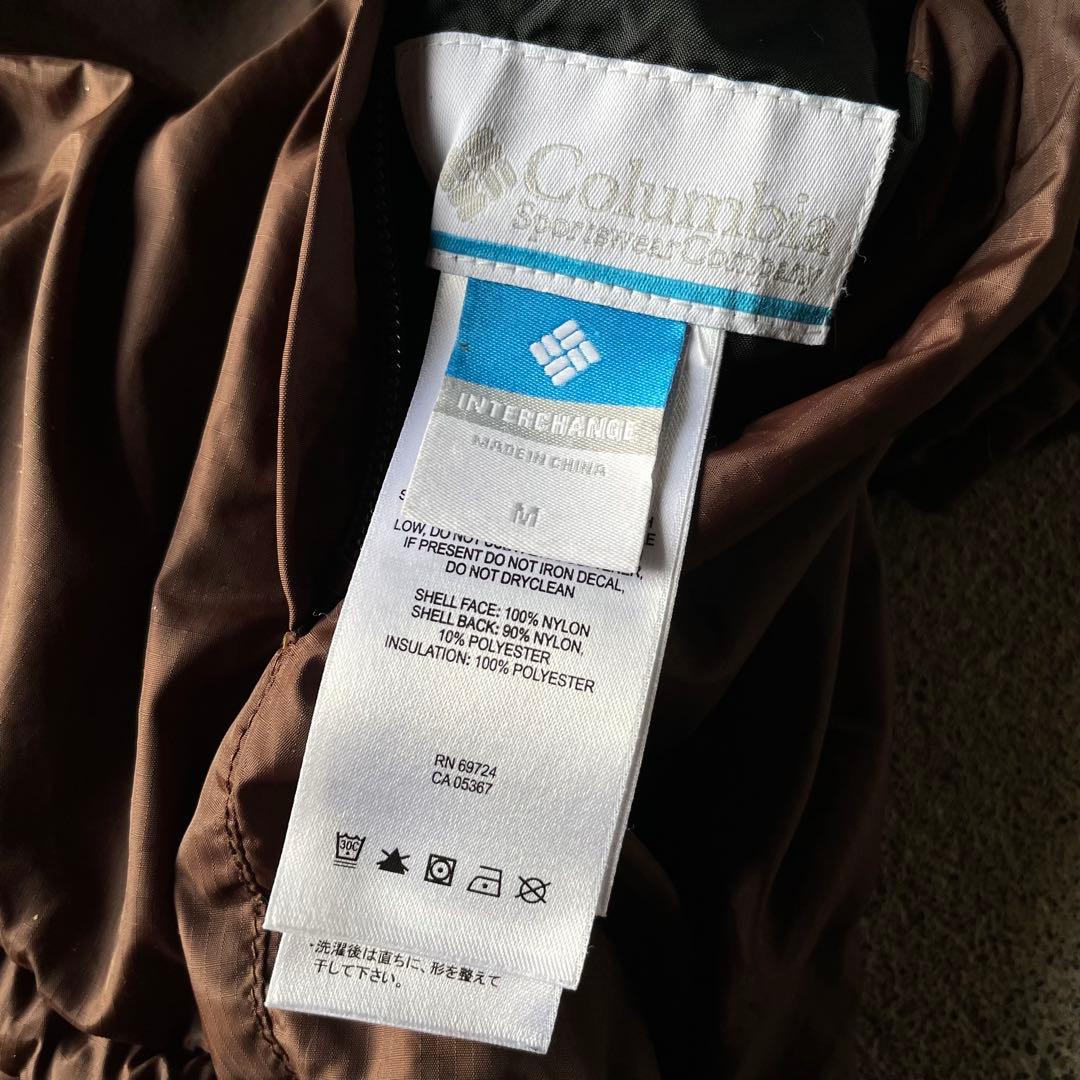 Columbia
Sportswear Company
INTERCHANGE
MADE IN CHINA
M
LOW, DO NOT
IF PRESENT DO NOT IRON DECAL,
DO NOT DRYCLEAN
SHELL FACE: 100% NYLON
SHELL BACK: 90% NYLON,
10% POLYESTER
INSULATION: 100% POLYESTER
RN 69724
CA 05367
30C
・洗濯後は直ちに、形を整えて
干して下さい。